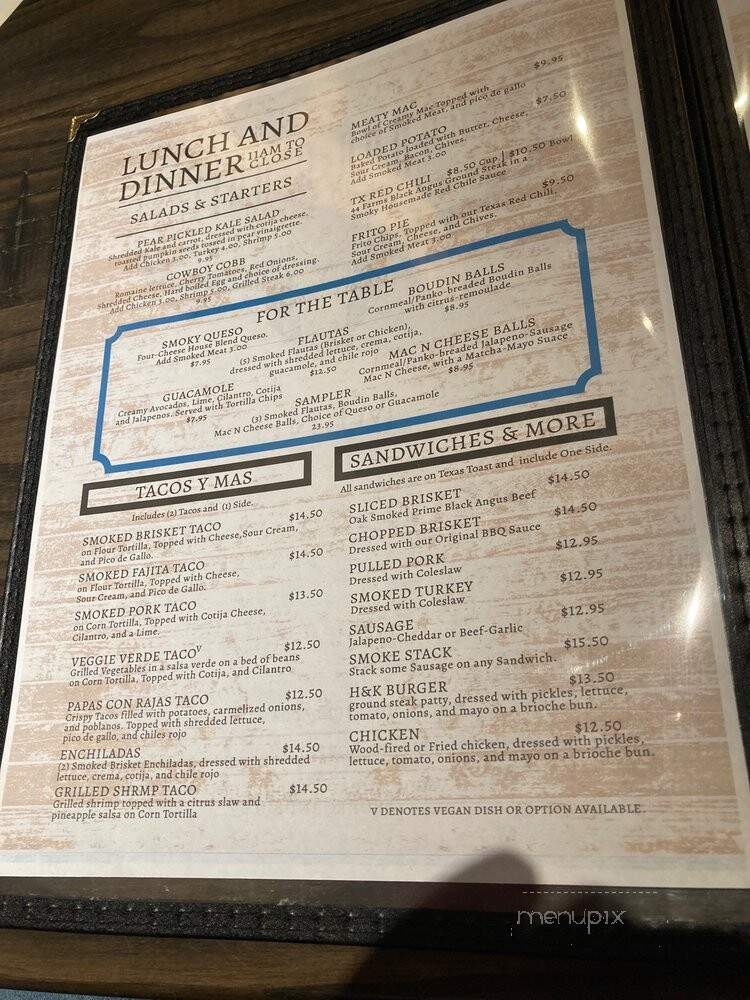 LUNCH AND
DINNER 11AM TO
CLOSE
SALADS & STARTERS
PEAR PICKLED KALE SALAD
Shredded Kale and carrot, dressed with cotija cheese,
roasted pumpkin seeds tossed in pear vinaigrette.
Add Chicken 3.00, Turkey 4.00, Shrimp 5.00
9.95
COWBOY COBB
Romaine lettuce, Cherry Tomatoes, Red Onions,
Shredded Cheese, Hard boiled Egg and choice of dressing.
Add Chicken 3.00, Shrimp 5.00, Grilled Steak 6.00
9.95
MEATY MAC $9.95
Bowl of Creamy Mac Topped with
choice of Smoked Meat, and pico de gallo
LOADED POTATO $7.50
Baked Potato loaded with Butter, Cheese,
Sour Cream, Bacon, Chives.
Add Smoked Meat 3.00
TX RED CHILI $8.50 Cup | $10.50 Bowl
44 Farms Black Angus Ground Steak in a
Smoky Housemade Red Chile Sauce
FRITO PIE $9.50
Frito Chips, Topped with our Texas Red Chili,
Sour Cream, Cheese, and Chives.
Add Smoked Meat 3.00
FOR THE TABLE
SMOKY QUESO
Four-Cheese House Blend Queso,
Add Smoked Meat 3.00
$7.95
FLAUTAS
(5) Smoked Flautas (Brisket or Chicken),
dressed with shredded lettuce, crema, cotija,
guacamole, and chile rojo
$12.50
BOUDIN BALLS
Cornmeal/Panko-breaded Boudin Balls
with citrus-remoulade
$8.95
GUACAMOLE
Creamy Avocados, Lime, Cilantro, Cotija
and Jalapenos. Served with Tortilla Chips
$7.95
SAMPLER
(3) Smoked Flautas, Boudin Balls,
Mac N Cheese Balls, Choice of Queso or Guacamole
23.95
MAC N CHEESE BALLS
Cornmeal/Panko-breaded Jalapeno-Sausage
Mac N Cheese, with a Matcha-Mayo Suace
$8.95
TACOS Y MAS
Includes (2) Tacos and (1) Side.
$14.50
SMOKED BRISKET TACO
on Flour Tortilla, Topped with Cheese, Sour Cream,
and Pico de Gallo.
$14.50
SMOKED FAJITA TACO
on Flour Tortilla, Topped with Cheese,
Sour Cream, and Pico de Gallo.
$13.50
SMOKED PORK TACO
on Corn Tortilla, Topped with Cotija Cheese,
Cilantro, and a Lime.
VEGGIE VERDE TACO V $12.50
Grilled Vegetables in a salsa verde on a bed of beans
on Corn Tortilla, Topped with Cotija, and Cilantro
PAPAS CON RAJAS TACO $12.50
Crispy Tacos filled with potatoes, carmelized onions,
and poblanos. Topped with shredded lettuce,
pico de gallo, and chiles rojo
ENCHILADAS $14.50
(2) Smoked Brisket Enchiladas, dressed with shredded
lettuce, crema, cotija, and chile rojo
GRILLED SHRMP TACO $14.50
Grilled shrimp topped with a citrus slaw and
pineapple salsa on Corn Tortilla
SANDWICHES & MORE
All sandwiches are on Texas Toast and include One Side.
SLICED BRISKET $14.50
Oak Smoked Prime Black Angus Beef
CHOPPED BRISKET $14.50
Dressed with our Original BBQ Sauce
PULLED PORK $12.95
Dressed with Coleslaw
SMOKED TURKEY $12.95
Dressed with Coleslaw
SAUSAGE $12.95
Jalapeno-Cheddar or Beef-Garlic
SMOKE STACK $15.50
Stack some Sausage on any Sandwich.
H&K BURGER $13.50
ground steak patty, dressed with pickles, lettuce,
tomato, onions, and mayo on a brioche bun.
CHICKEN $12.50
Wood-fired or Fried chicken, dressed with pickles,
lettuce, tomato, onions, and mayo on a brioche bun.
V DENOTES VEGAN DISH OR OPTION AVAILABLE.
menupix